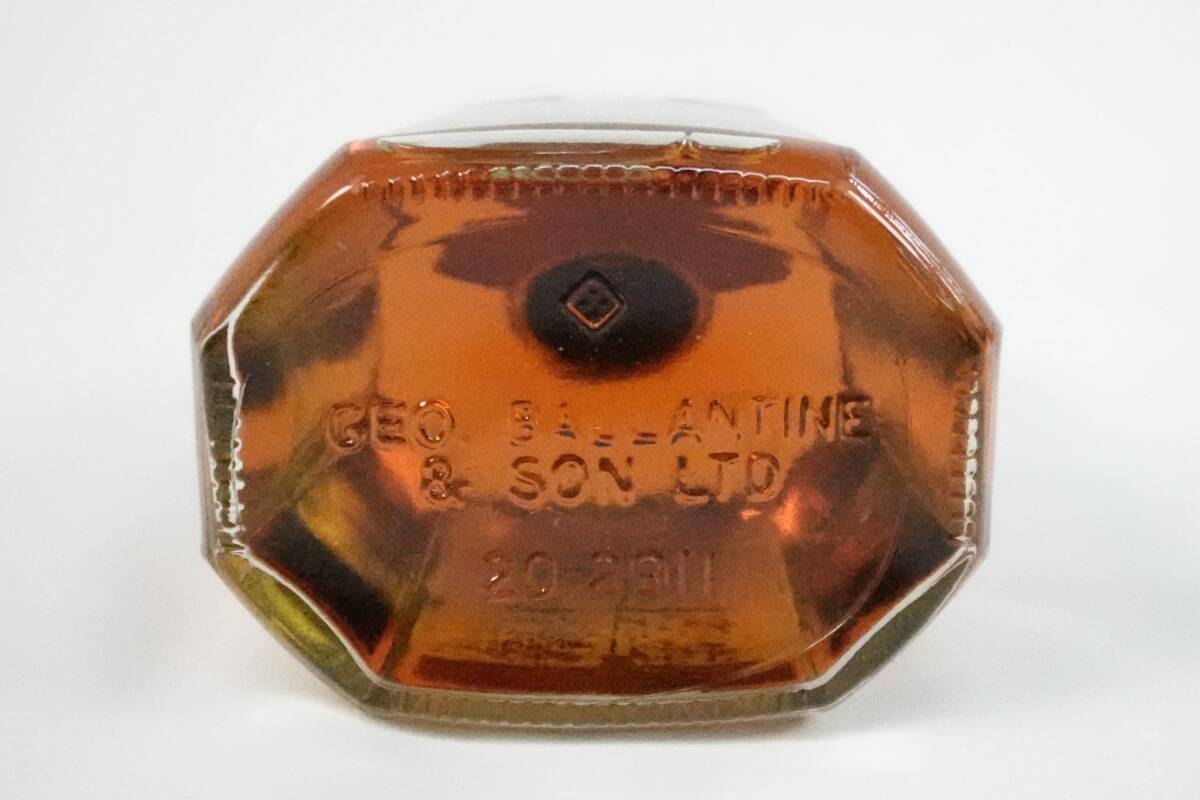 GEO. BALLANTINE
& SON LTD
20 2911